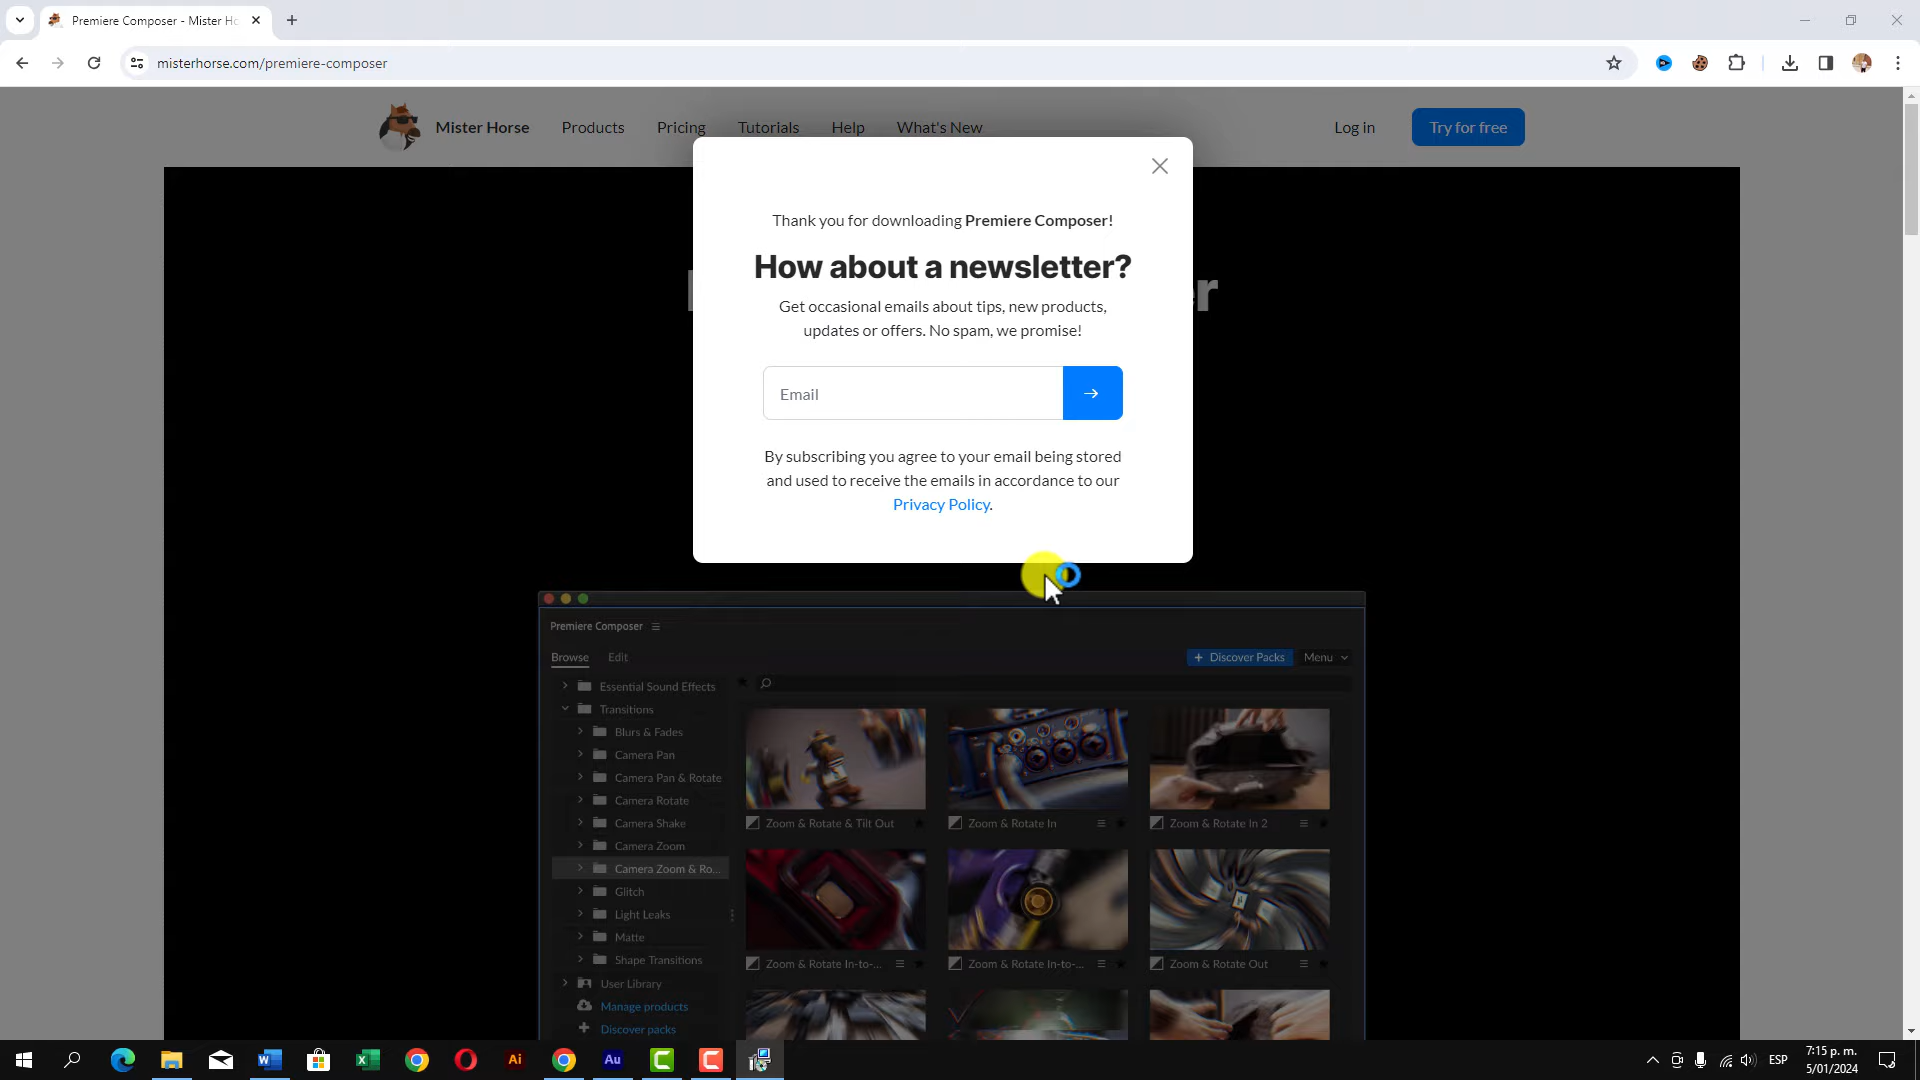 Premiere Composer - Mister Ho
misterhorse.com/premiere-composer
Mister Horse
Products
Pricing
Tutorials
Help
What's New
Log in
Try for free
Thank you for downloading Premiere Composer!
How about a newsletter?
Get occasional emails about tips, new products,
updates or offers. No spam, we promise!
Email
By subscribing you agree to your email being stored
and used to receive the emails in accordance to our
Privacy Policy.
Premiere Composer
Browse
Edit
+ Discover Packs
Menu
Essential Sound Effects
Transitions
Blurs & Fades
Camera Pan
Camera Pan & Rotate
Camera Rotate
Camera Shake
Camera Zoom
Camera Zoom & Ro...
Glitch
Light Leaks
Matte
Shape Transitions
User Library
Manage products
Discover packs
Zoom & Rotate & Tilt Out
Zoom & Rotate In
Zoom & Rotate In 2
Zoom & Rotate In-to-...
Zoom & Rotate In-to-...
Zoom & Rotate Out
Ai
Au
ESP
7:15 p. m.
5/01/2024